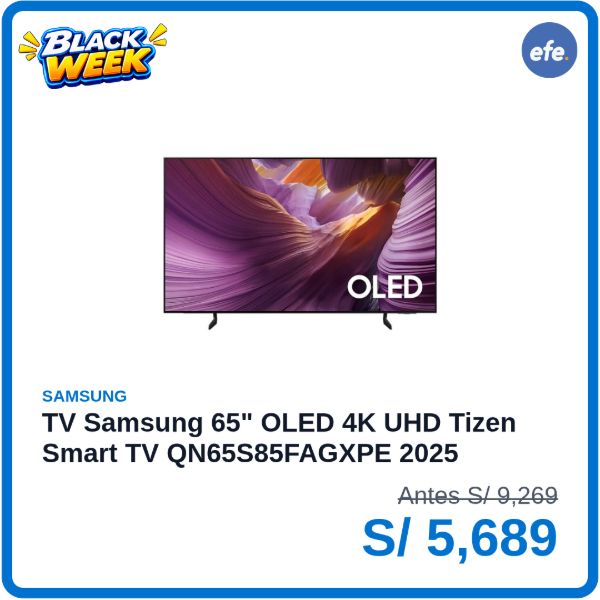 BLACK
WEEK
efe.
OLED
SAMSUNG
TV Samsung 65" OLED 4K UHD Tizen
Smart TV QN65S85FAGXPE 2025
Antes S/ 9,269
S/ 5,689